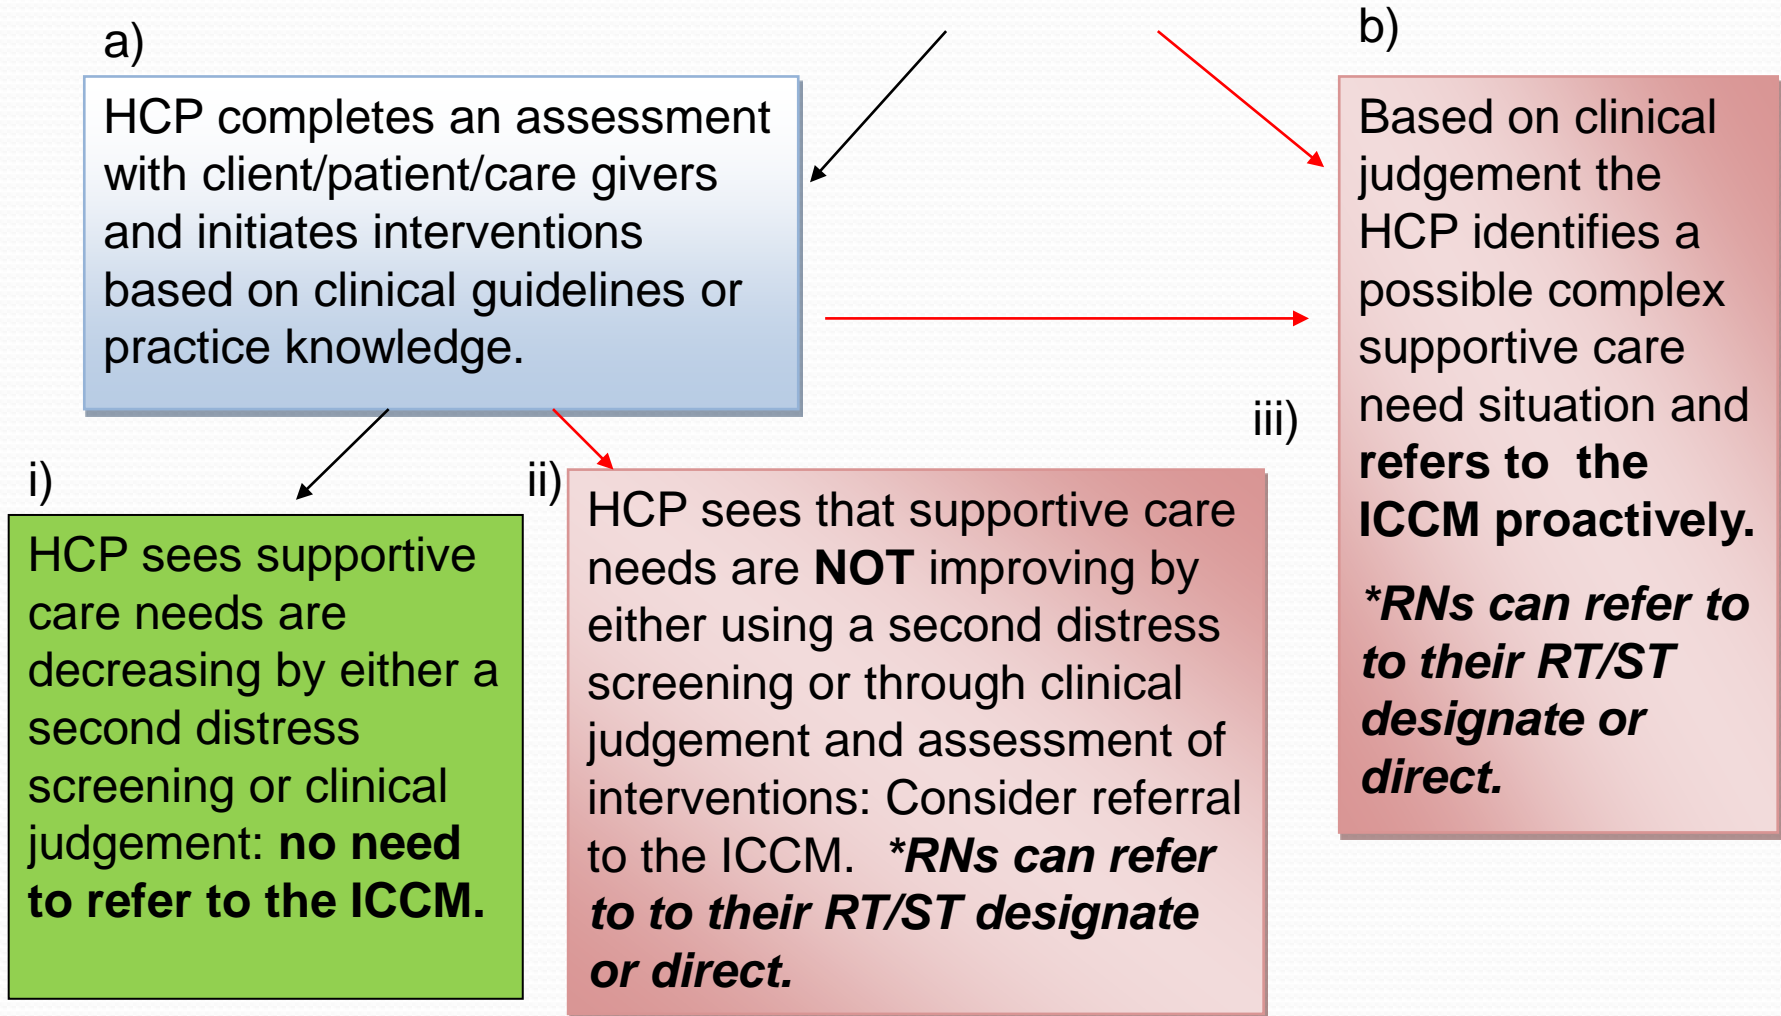 a)
HCP completes an assessment
with client/patient/care givers
and initiates interventions
based on clinical guidelines or
practice knowledge.
b)
Based on clinical
judgement the
HCP identifies a
possible complex
supportive care
need situation and
refers to the
ICCM proactively.
*RNs can refer to
to their RT/ST
designate or
direct.
i)
HCP sees supportive
care needs are
decreasing by either a
second distress
screening or clinical
judgement: no need
to refer to the ICCM.
ii)
HCP sees that supportive care
needs are NOT improving by
either using a second distress
screening or through clinical
judgement and assessment of
interventions: Consider referral
to the ICCM. *RNs can refer
to to their RT/ST designate
or direct.
iii)